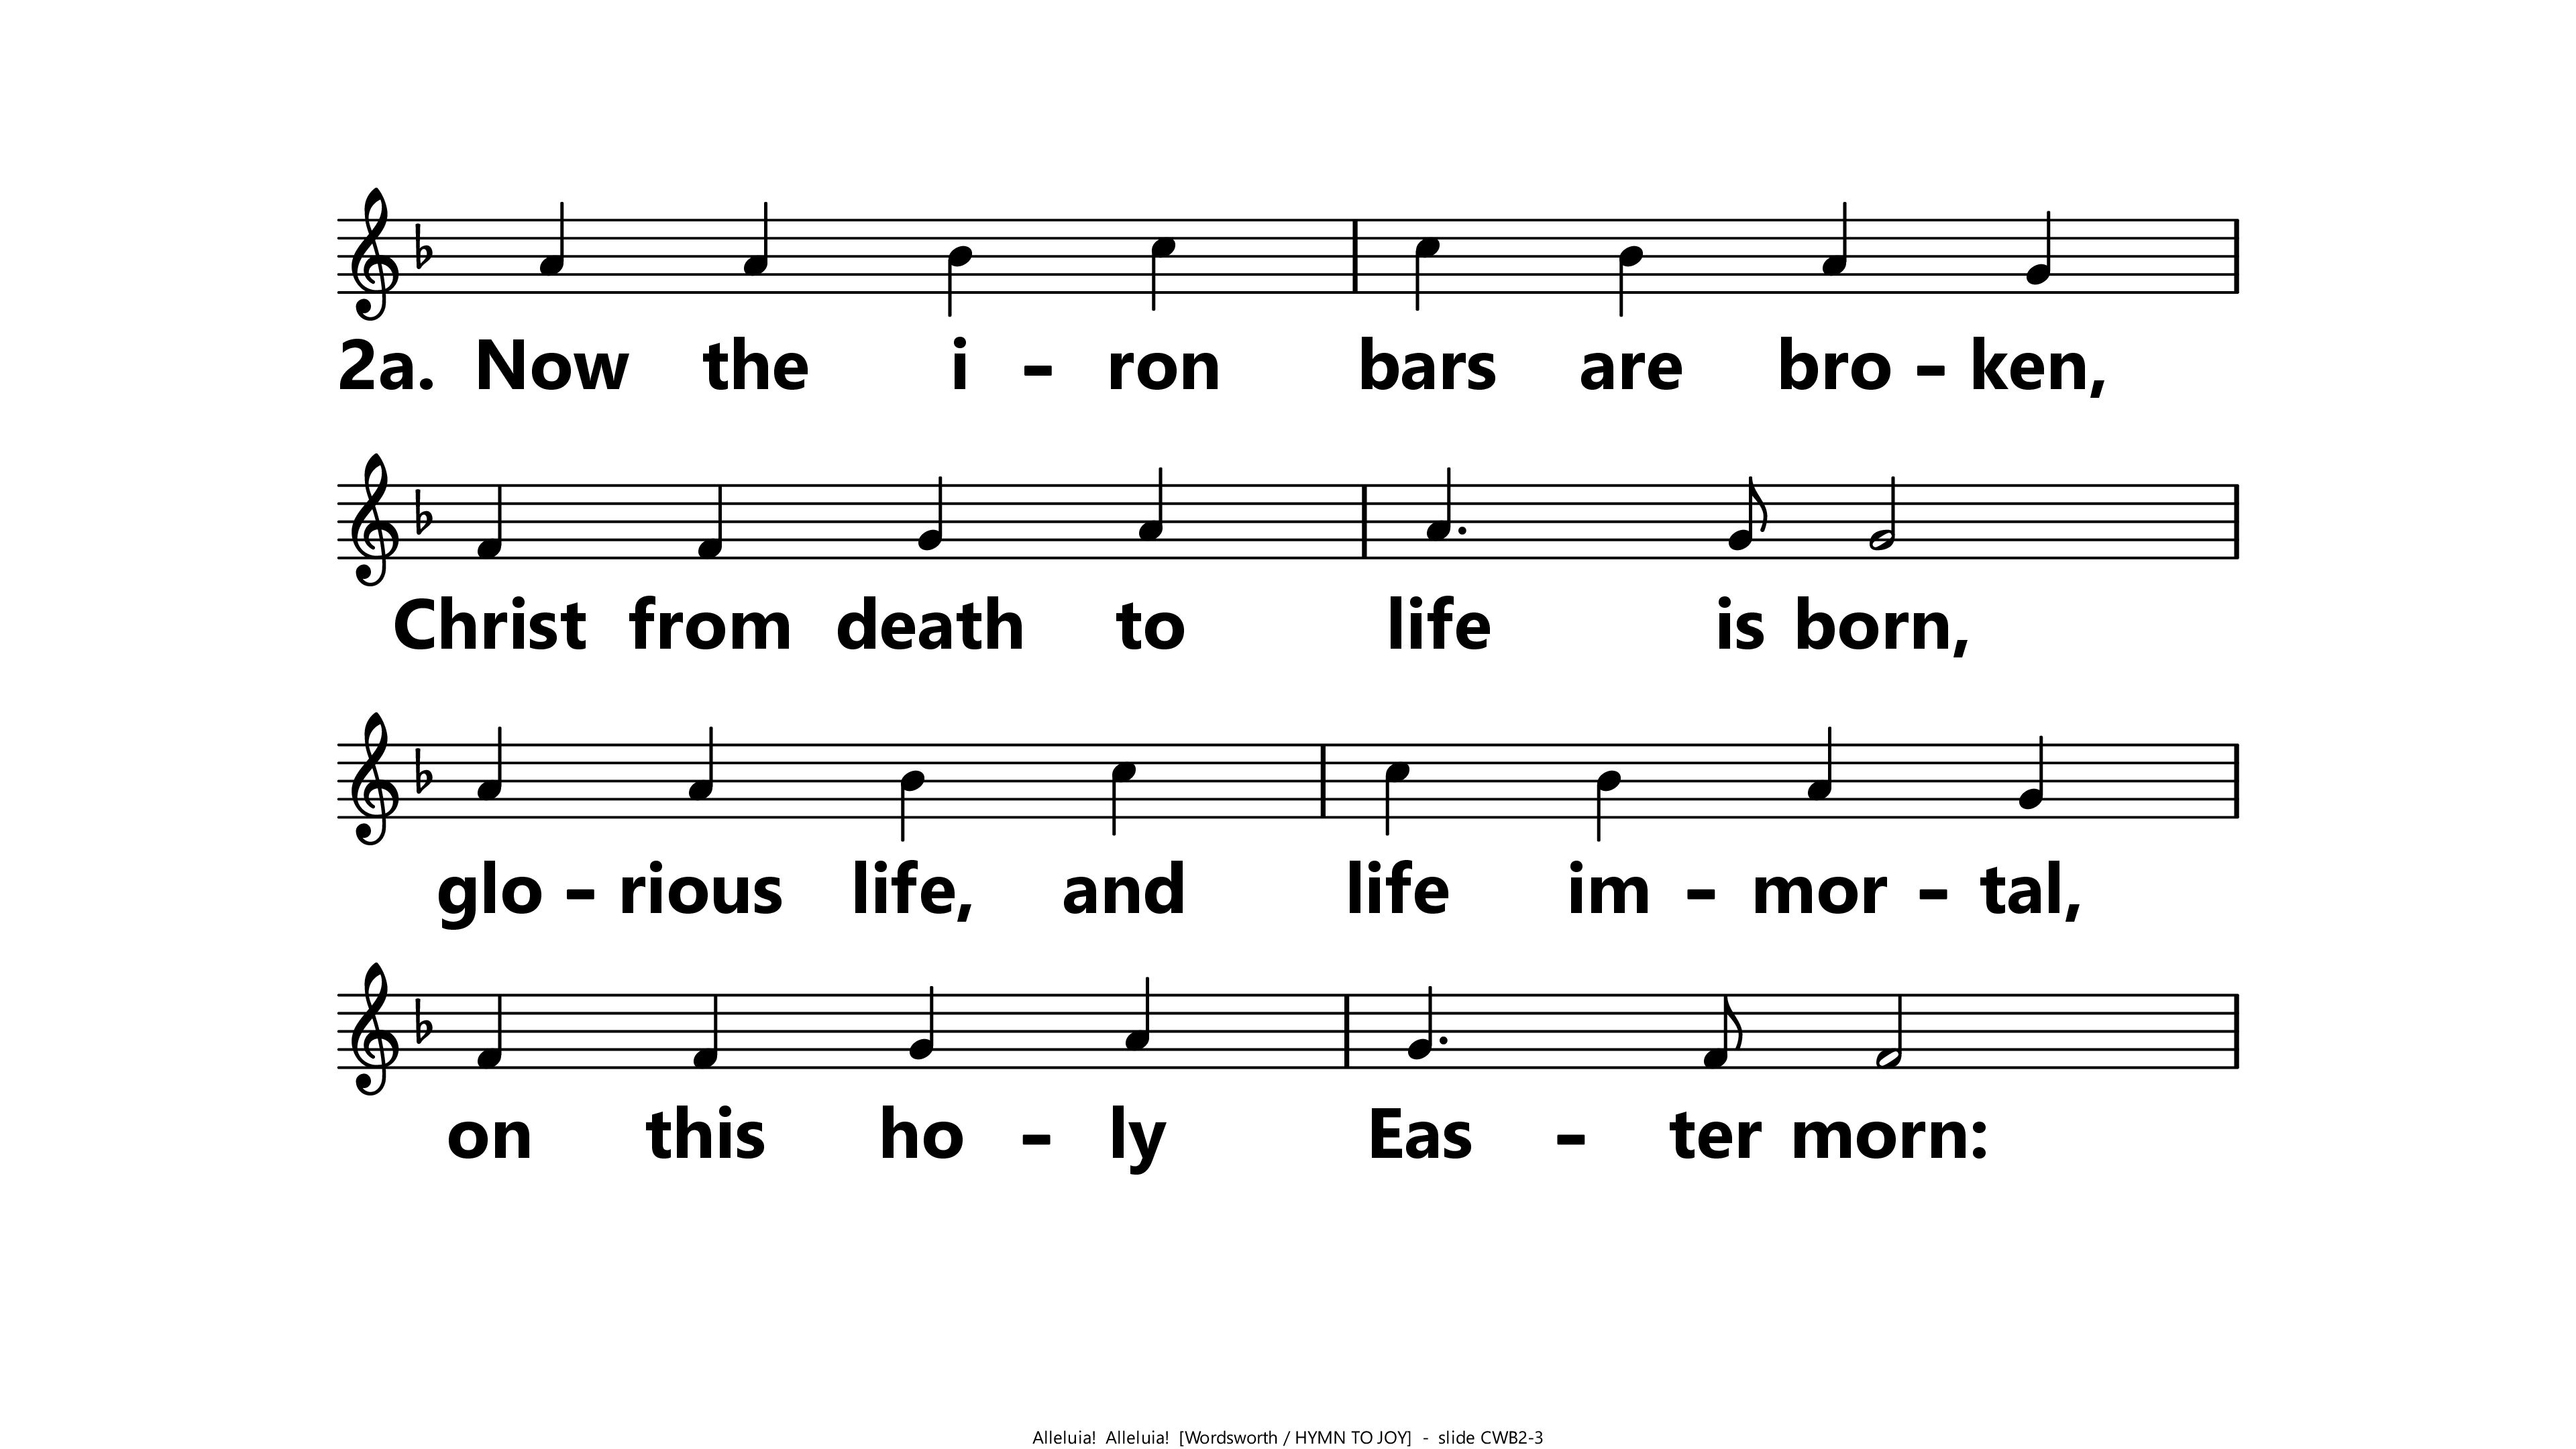 2a. Now the i - ron bars are bro - ken,
Christ from death to life is born,
glo - rious life, and life im - mor - tal,
on this ho - ly Eas - ter morn:
Alleluia! Alleluia! [Wordsworth / HYMN TO JOY] - slide CWB2-3